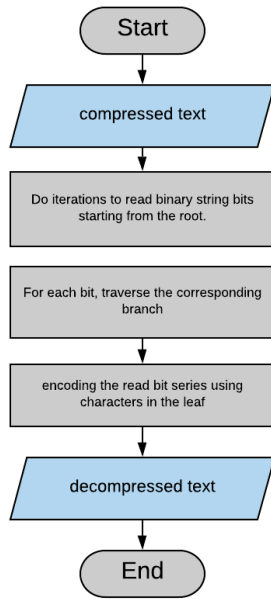 Start
compressed text
Do iterations to read binary string bits
starting from the root.
For each bit, traverse the corresponding
branch
encoding the read bit series using
characters in the leaf
decompressed text
End